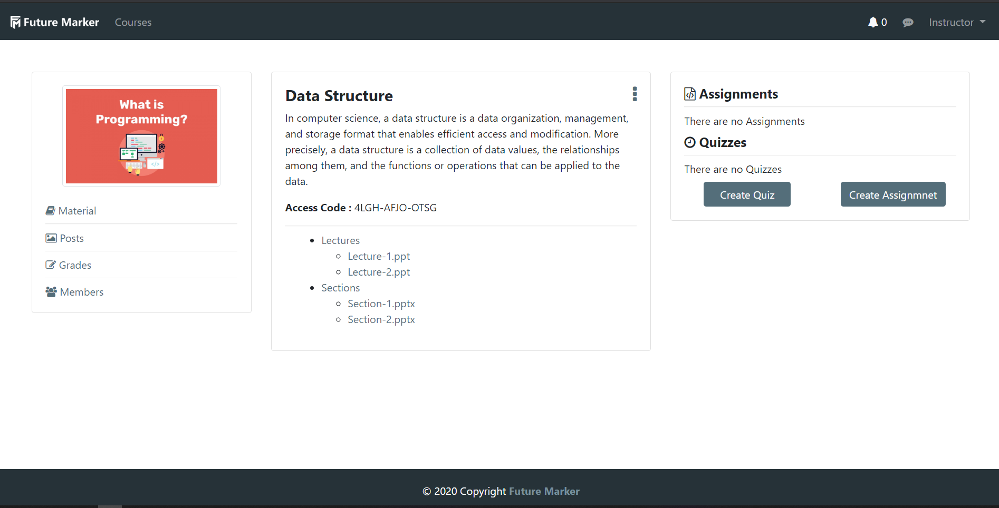 Future Marker
Courses
0
Instructor
What is
Programming?
</>
Material
Posts
Grades
Members
Data Structure
In computer science, a data structure is a data organization, management,
and storage format that enables efficient access and modification. More
precisely, a data structure is a collection of data values, the relationships
among them, and the functions or operations that can be applied to the
data.
Access Code : 4LGH-AFJO-OTSG
Lectures
Lecture-1.ppt
Lecture-2.ppt
Sections
Section-1.pptx
Section-2.pptx
Assignments
There are no Assignments
Quizzes
There are no Quizzes
Create Quiz
Create Assignmnet
© 2020 Copyright Future Marker